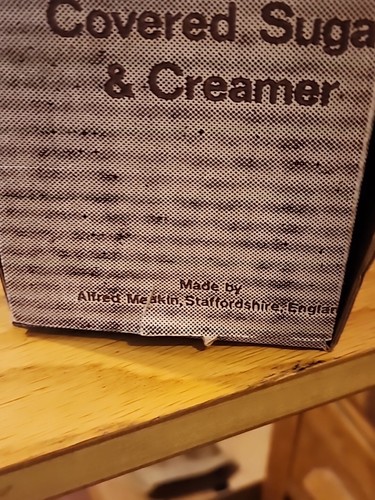 Covered Suga
& Creamer
Made by
Alfred Meakin, Staffordshire, Englan